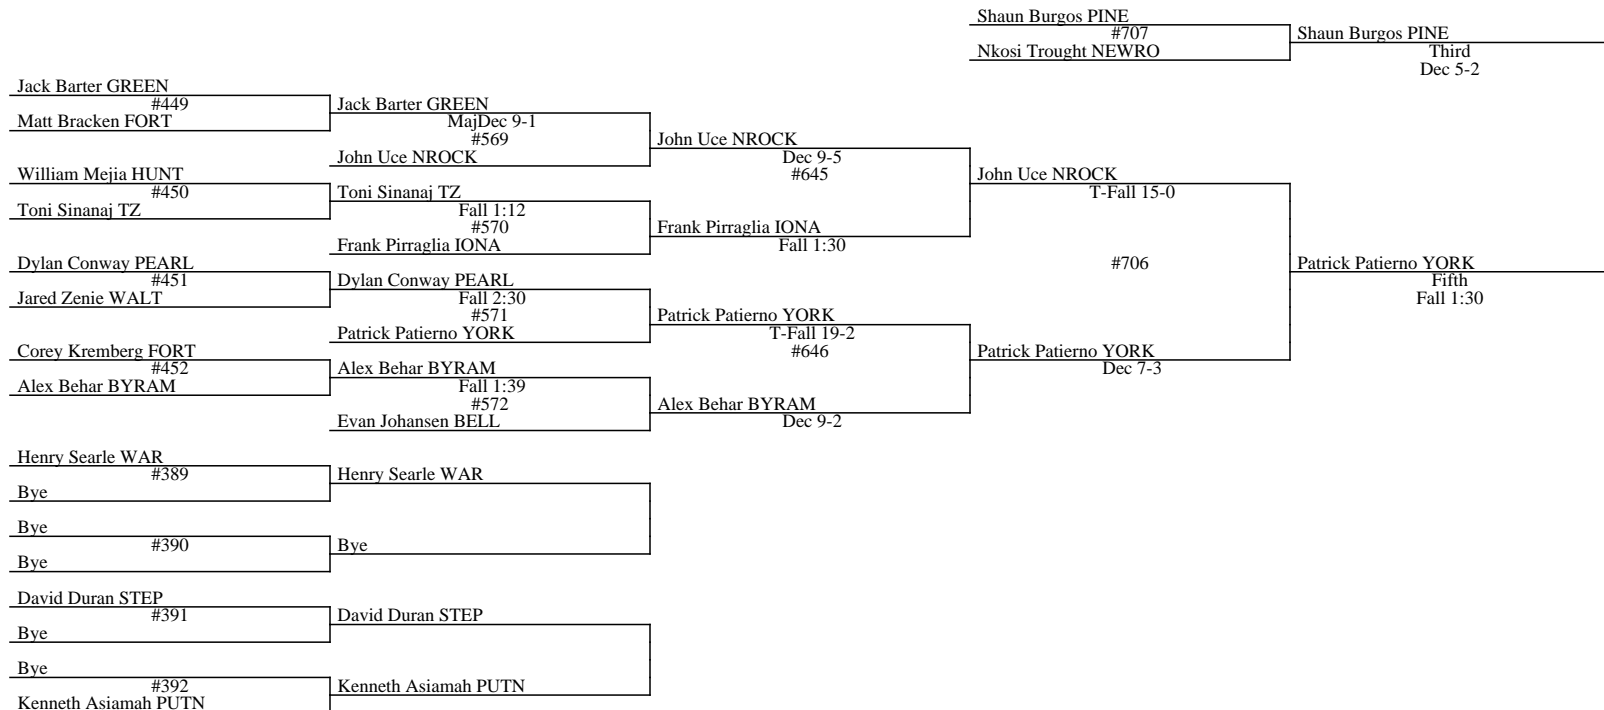 Shaun Burgos PINE
#707
Nkosi Trought NEWRO
Shaun Burgos PINE
Third
Dec 5-2
Jack Barter GREEN
#449
Matt Bracken FORT
Jack Barter GREEN
MajDec 9-1
#569
John Uce NROCK
John Uce NROCK
Dec 9-5
#645
William Mejia HUNT
#450
Toni Sinanaj TZ
Toni Sinanaj TZ
Fall 1:12
#570
Frank Pirraglia IONA
Frank Pirraglia IONA
Fall 1:30
John Uce NROCK
T-Fall 15-0
#706
Dylan Conway PEARL
#451
Jared Zenie WALT
Dylan Conway PEARL
Fall 2:30
#571
Patrick Patierno YORK
Patrick Patierno YORK
T-Fall 19-2
#646
Corey Kremberg FORT
#452
Alex Behar BYRAM
Alex Behar BYRAM
Fall 1:39
#572
Evan Johansen BELL
Alex Behar BYRAM
Dec 9-2
Patrick Patierno YORK
Dec 7-3
Patrick Patierno YORK
Fifth
Fall 1:30
Henry Searle WAR
#389
Bye
Henry Searle WAR
Bye
#390
Bye
Bye
David Duran STEP
#391
Bye
David Duran STEP
Bye
#392
Kenneth Asiamah PUTN
Kenneth Asiamah PUTN